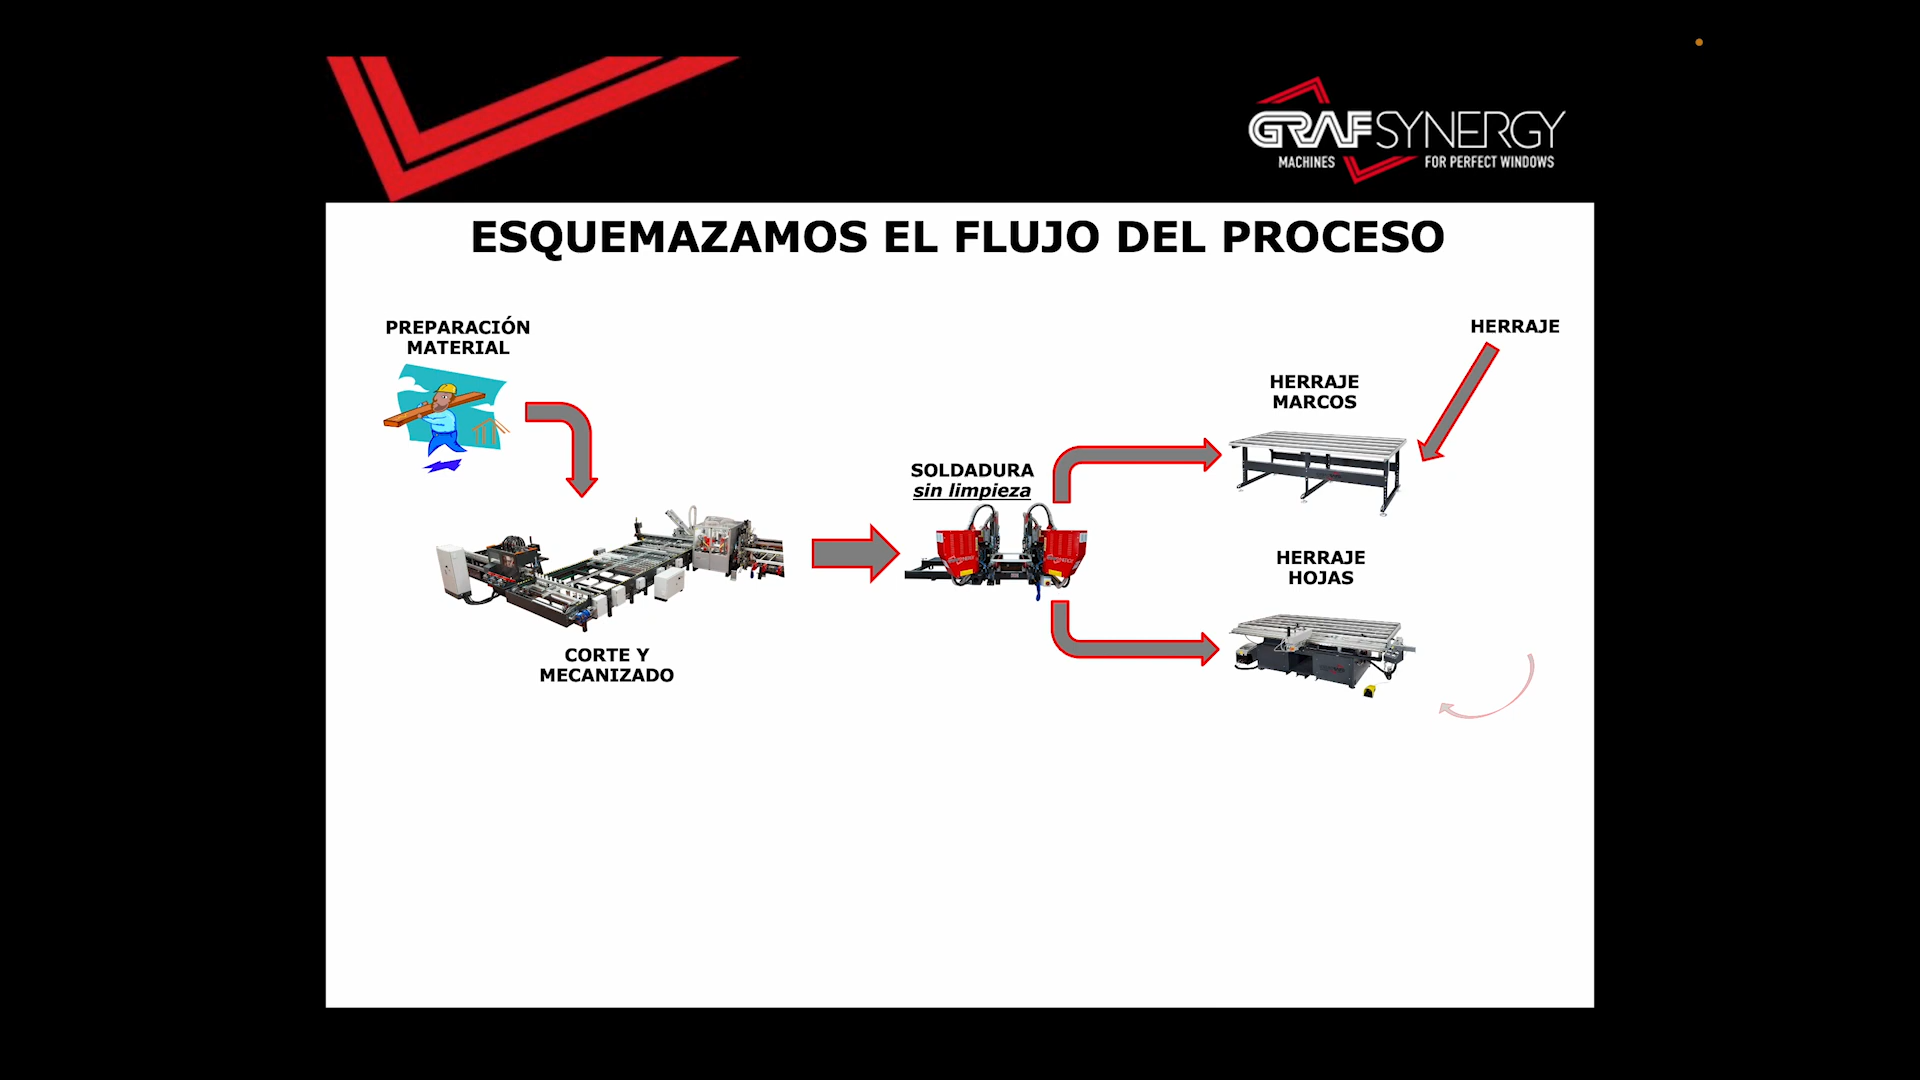 GRAFSYNERGY
MACHINES FOR PERFECT WINDOWS
ESQUEMAZAMOS EL FLUJO DEL PROCESO
PREPARACIÓN
MATERIAL
CORTE Y
MECANIZADO
SOLDADURA
sin limpieza
HERRAJE
MARCOS
HERRAJE
HERRAJE
HOJAS